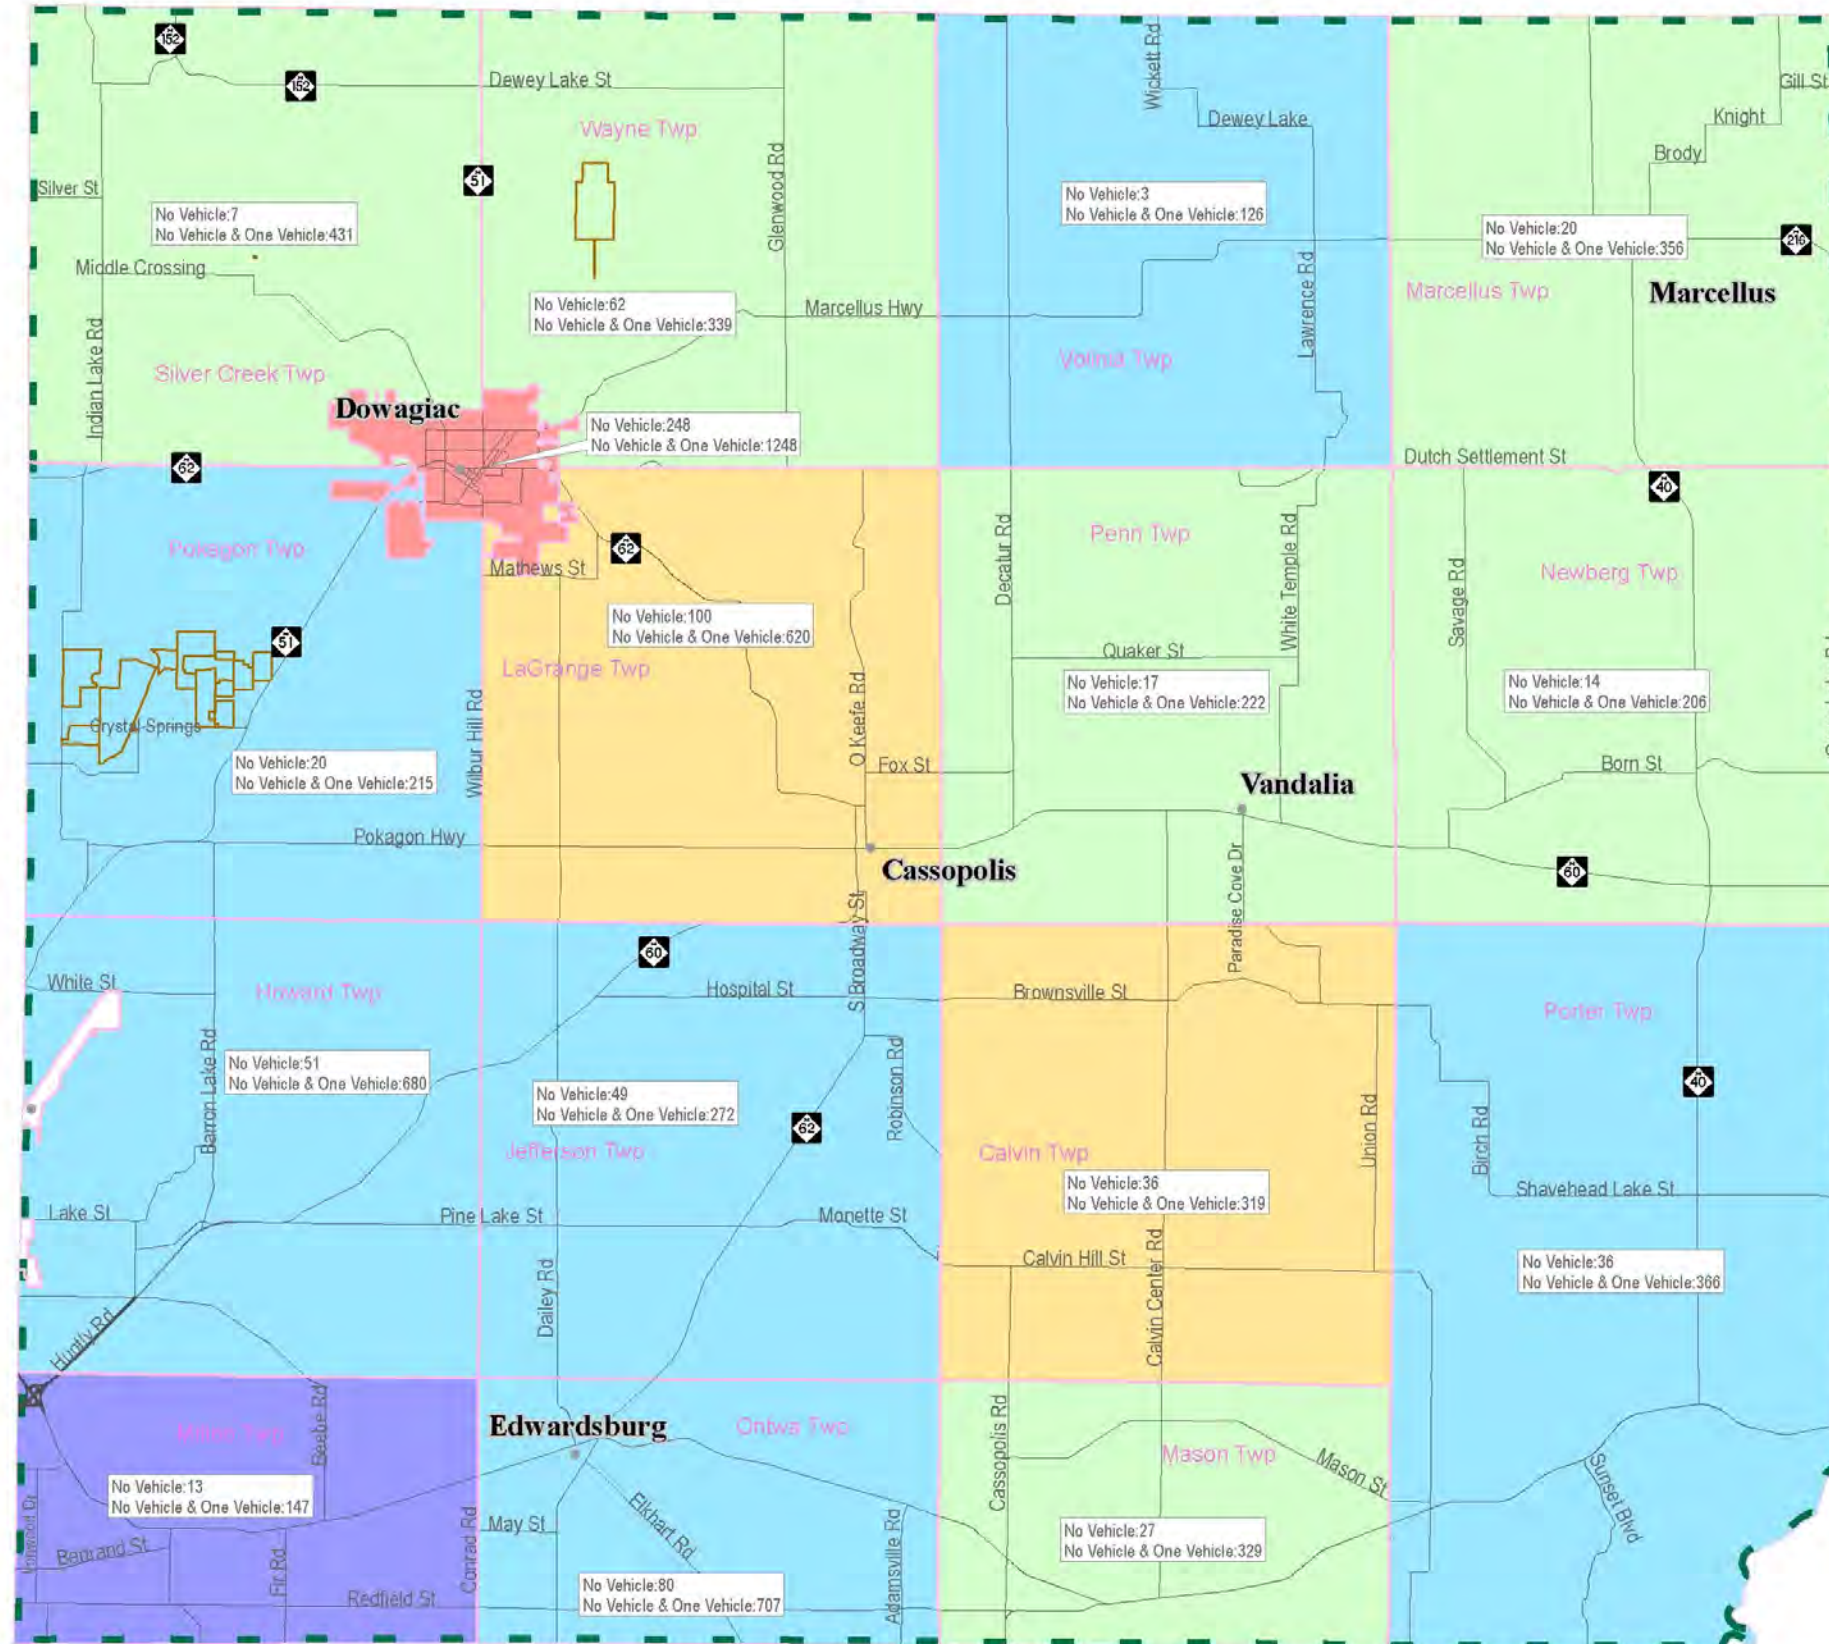 152
152
Dewey Lake St
Wayne Twp
Wickett Rd
Dewey Lake
Gill St
Knight
Brody
51
Silver St
Glenwood Rd
No Vehicle:7
No Vehicle & One Vehicle:431
No Vehicle:3
No Vehicle & One Vehicle:126
No Vehicle:20
No Vehicle & One Vehicle:356
216
Middle Crossing
Marcellus Twp
Marcellus
No Vehicle:62
No Vehicle & One Vehicle:339
Marcellus Hwy
Lawrence Rd
Indian Lake Rd
Silver Creek Twp
Volinia Twp
Dowagiac
No Vehicle:248
No Vehicle & One Vehicle:1248
62
Dutch Settlement St
40
Pokagon Twp
62
Mathews St
Decatur Rd
Penn Twp
White Temple Rd
Savage Rd
Newberg Twp
No Vehicle:100
No Vehicle & One Vehicle:620
51
LaGrange Twp
Quaker St
No Vehicle:17
No Vehicle & One Vehicle:222
No Vehicle:14
No Vehicle & One Vehicle:206
Crystal Springs
Wilbur Hill Rd
O Keefe Rd
No Vehicle:20
No Vehicle & One Vehicle:215
Fox St
Born St
Vandalia
Pokagon Hwy
Cassopolis
60
S Broadway St
Paradise Cove Dr
60
White St
Howard Twp
Hospital St
Brownsville St
Porter Twp
Barron Lake Rd
No Vehicle:51
No Vehicle & One Vehicle:680
No Vehicle:49
No Vehicle & One Vehicle:272
Robinson Rd
62
40
Union Rd
Birch Rd
Jefferson Twp
Calvin Twp
No Vehicle:36
No Vehicle & One Vehicle:319
Shavehead Lake St
Lake St
Pine Lake St
Monette St
Calvin Hill St
Calvin Center Rd
No Vehicle:36
No Vehicle & One Vehicle:366
Dailey Rd
Huntly Rd
Beebe Rd
Milton Twp
Edwardsburg
Ontwa Twp
Cassopolis Rd
Mason Twp
Mason St
Sunset Blvd
No Vehicle:13
No Vehicle & One Vehicle:147
Ironwood Dr
Conrad Rd
May St
Elkhart Rd
Adamsville Rd
No Vehicle:27
No Vehicle & One Vehicle:329
Bertrand St
Fir Rd
Redfield St
No Vehicle:80
No Vehicle & One Vehicle:707